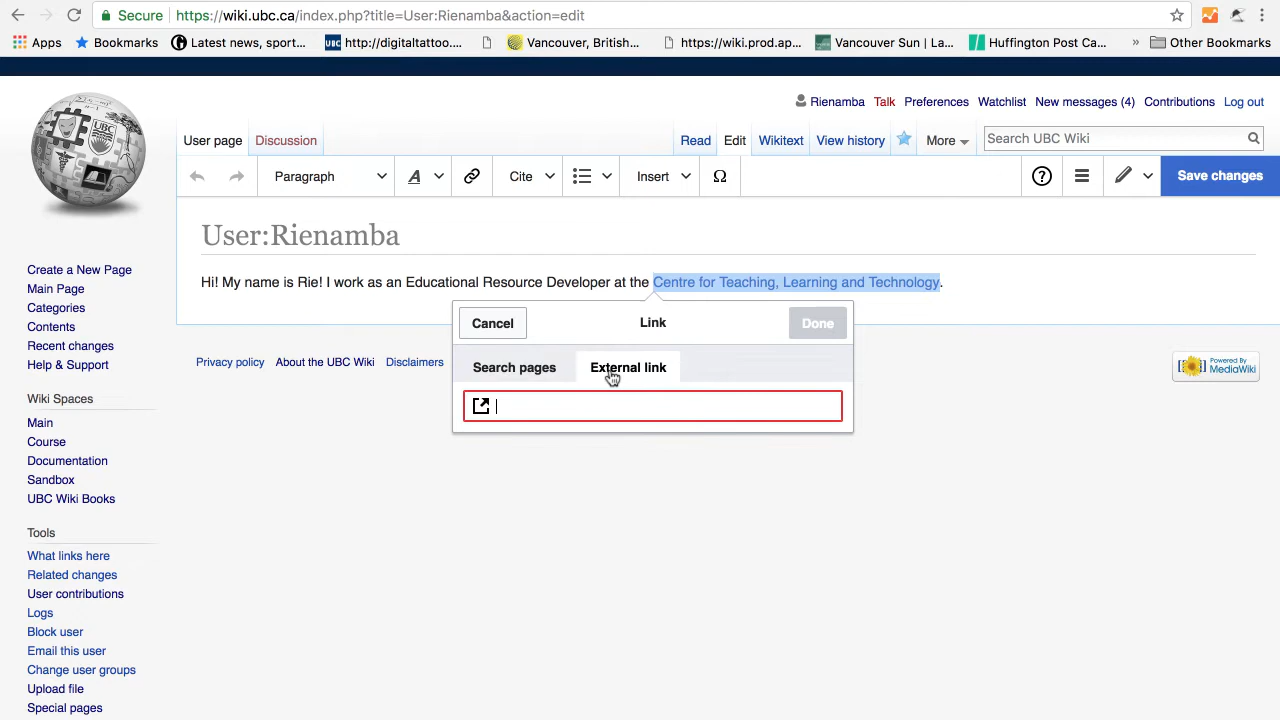 Secure https://wiki.ubc.ca/index.php?title=User:Rienamba&action=edit
Apps Bookmarks Latest news, sport... UBC http://digitaltattoo.... Vancouver, British... https://wiki.prod.ap... Vancouver Sun | La... Huffington Post Ca... » Other Bookmarks
Rienamba Talk Preferences Watchlist New messages (4) Contributions Log out
User page Discussion Read Edit Wikitext View history More Search UBC Wiki
Paragraph A Cite Insert Ω Save changes
User:Rienamba
Hi! My name is Rie! I work as an Educational Resource Developer at the Centre for Teaching, Learning and Technology.
Cancel Link Done
Search pages External link
Privacy policy About the UBC Wiki Disclaimers
Powered By
MediaWiki
Create a New Page
Main Page
Categories
Contents
Recent changes
Help & Support
Wiki Spaces
Main
Course
Documentation
Sandbox
UBC Wiki Books
Tools
What links here
Related changes
User contributions
Logs
Block user
Email this user
Change user groups
Upload file
Special pages